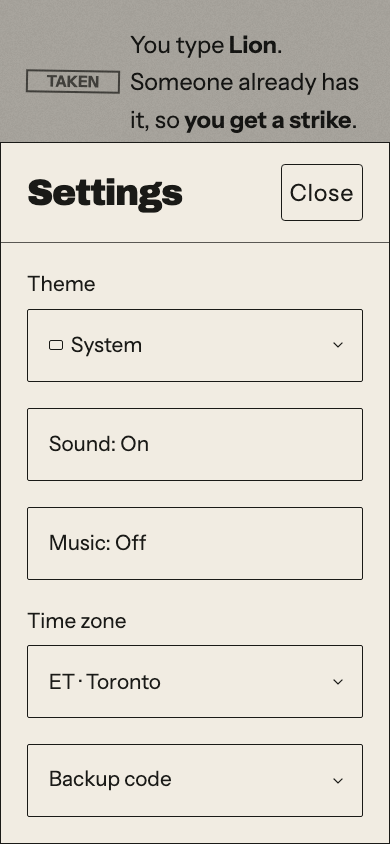 You type Lion.
TAKEN Someone already has
it, so you get a strike.
Settings
Close
Theme
System
Sound: On
Music: Off
Time zone
ET · Toronto
Backup code